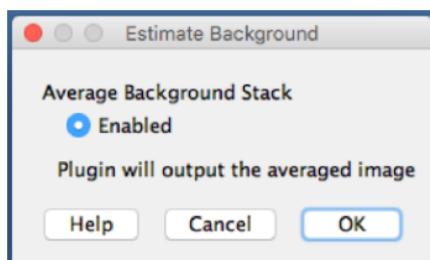 Estimate Background
Average Background Stack
Enabled
Plugin will output the averaged image
Help Cancel OK